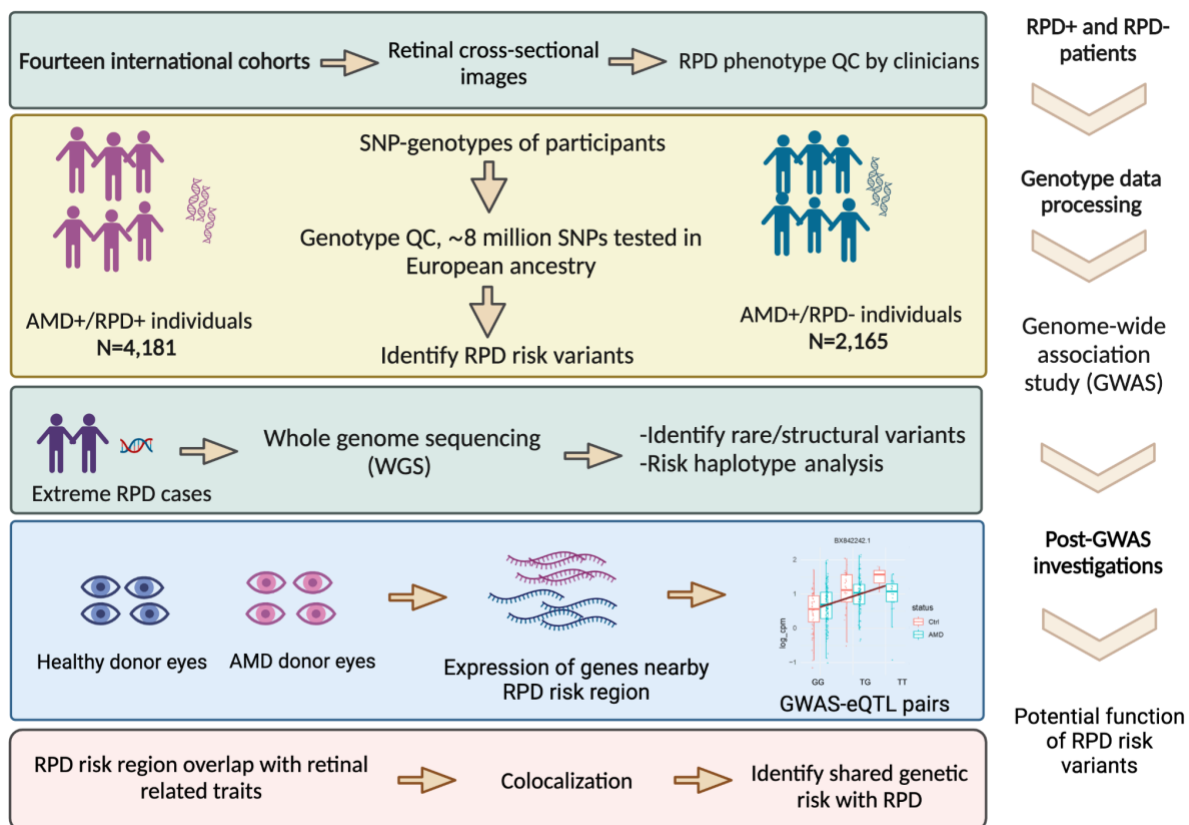 Fourteen international cohorts
Retinal cross-sectional
images
RPD phenotype QC by clinicians
RPD+ and RPD-
patients
SNP-genotypes of participants
Genotype QC, ~8 million SNPs tested in
European ancestry
Identify RPD risk variants
AMD+/RPD+ individuals
N=4,181
AMD+/RPD- individuals
N=2,165
Genotype data
processing
Genome-wide
association
study (GWAS)
Extreme RPD cases
Whole genome sequencing
(WGS)
-Identify rare/structural variants
-Risk haplotype analysis
Post-GWAS
investigations
Healthy donor eyes
AMD donor eyes
Expression of genes nearby
RPD risk region
BX842242.1
log_cpm
2
1
0
−1
GG
TG
TT
status
Ctrl
AMD
GWAS-eQTL pairs
Potential function
of RPD risk
variants
RPD risk region overlap with retinal
related traits
Colocalization
Identify shared genetic
risk with RPD